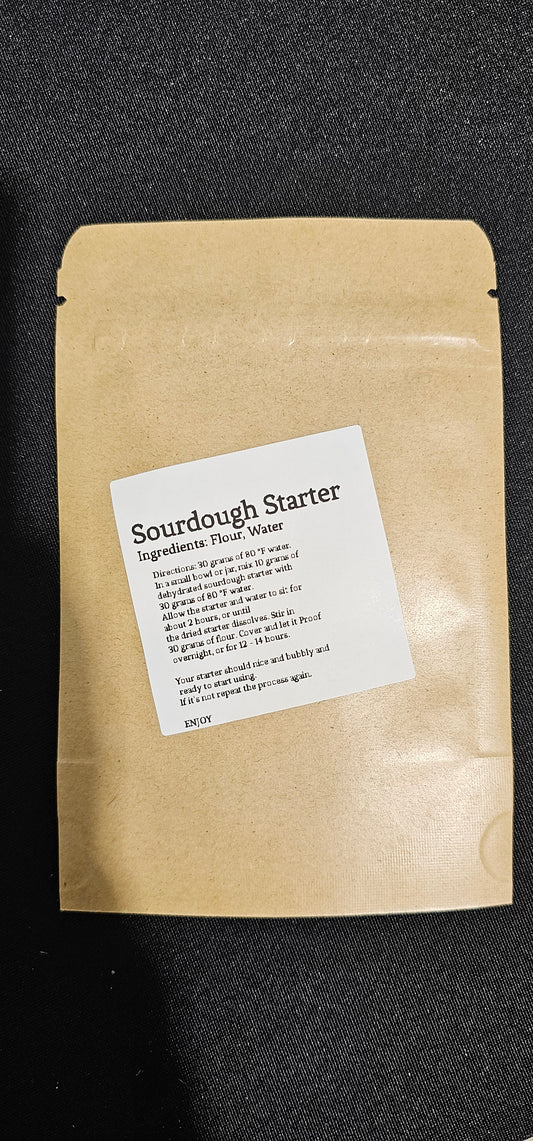 Sourdough Starter
Ingredients: Flour, Water
Directions: 30 grams of 80 °F water.
In a small bowl or jar, mix 10 grams of
dehydrated sourdough starter with
30 grams of 80 °F water.
Allow the starter and water to sit for
about 2 hours, or until
the dried starter dissolves. Stir in
30 grams of flour. Cover and let it Proof
overnight, or for 12 - 14 hours.
Your starter should nice and bubbly and
ready to start using.
If it's not repeat the process again.
ENJOY